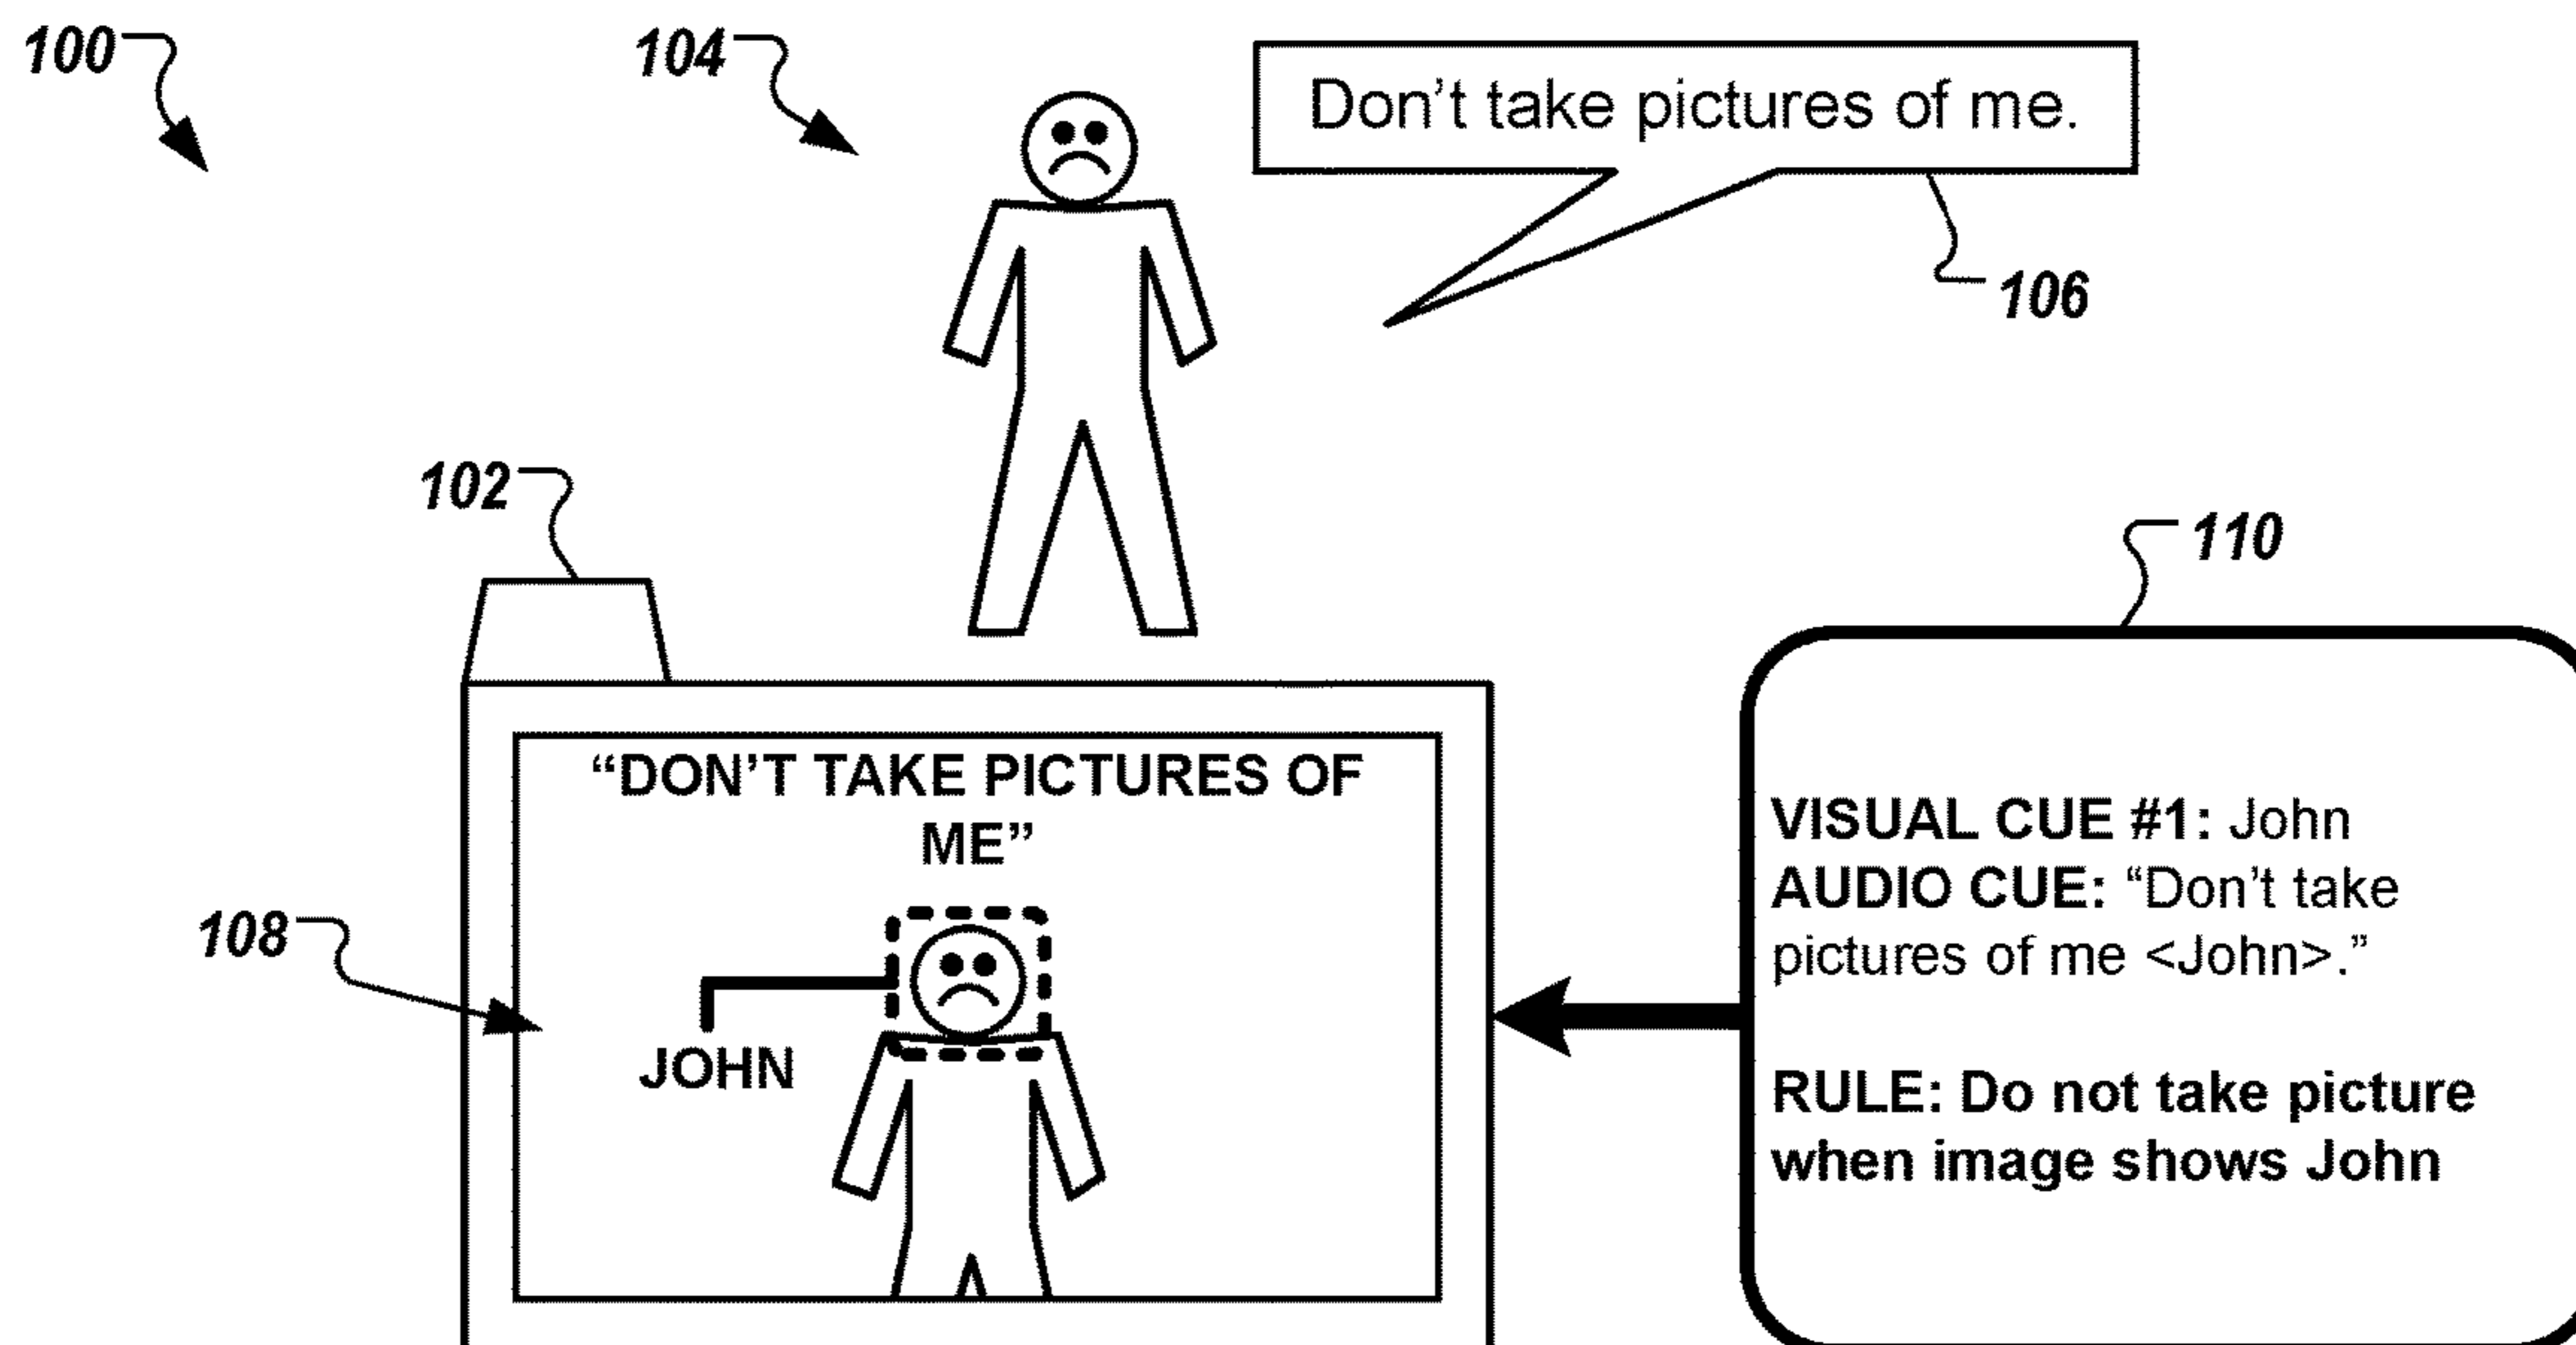 100
104
Don't take pictures of me.
106
102
110
“DON'T TAKE PICTURES OF
ME”
108
JOHN
VISUAL CUE #1: John
AUDIO CUE: “Don't take
pictures of me <John>.”
RULE: Do not take picture
when image shows John